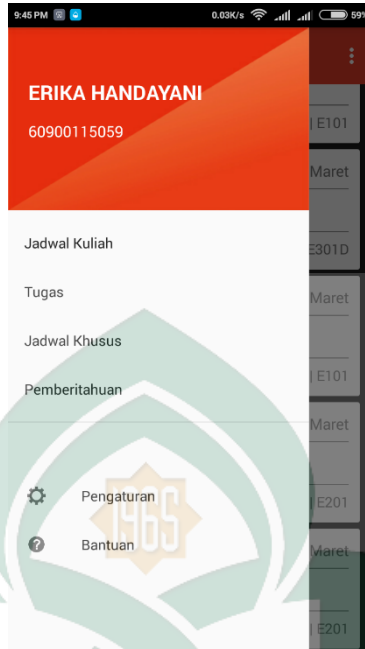 9:45 PM 0.03K/s 59%
ERIKA HANDAYANI
60900115059
| E101
Maret
Jadwal Kuliah
E301D
Tugas
Maret
Jadwal Khusus
| E101
Pemberitahuan
Maret
Pengaturan
| E201
1965
Bantuan
Maret
| E201